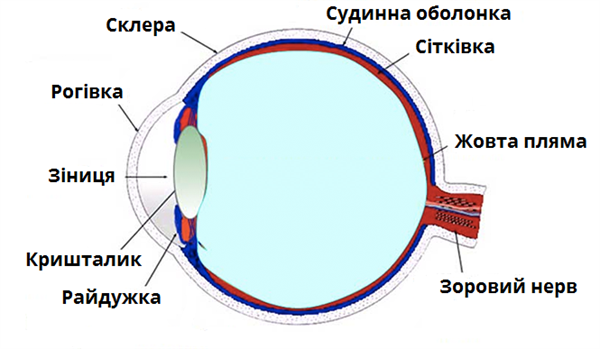 Судинна оболонка
Склера
Сітківка
Рогівка
Жовта пляма
Зіниця
Кришталик
Зоровий нерв
Райдужка